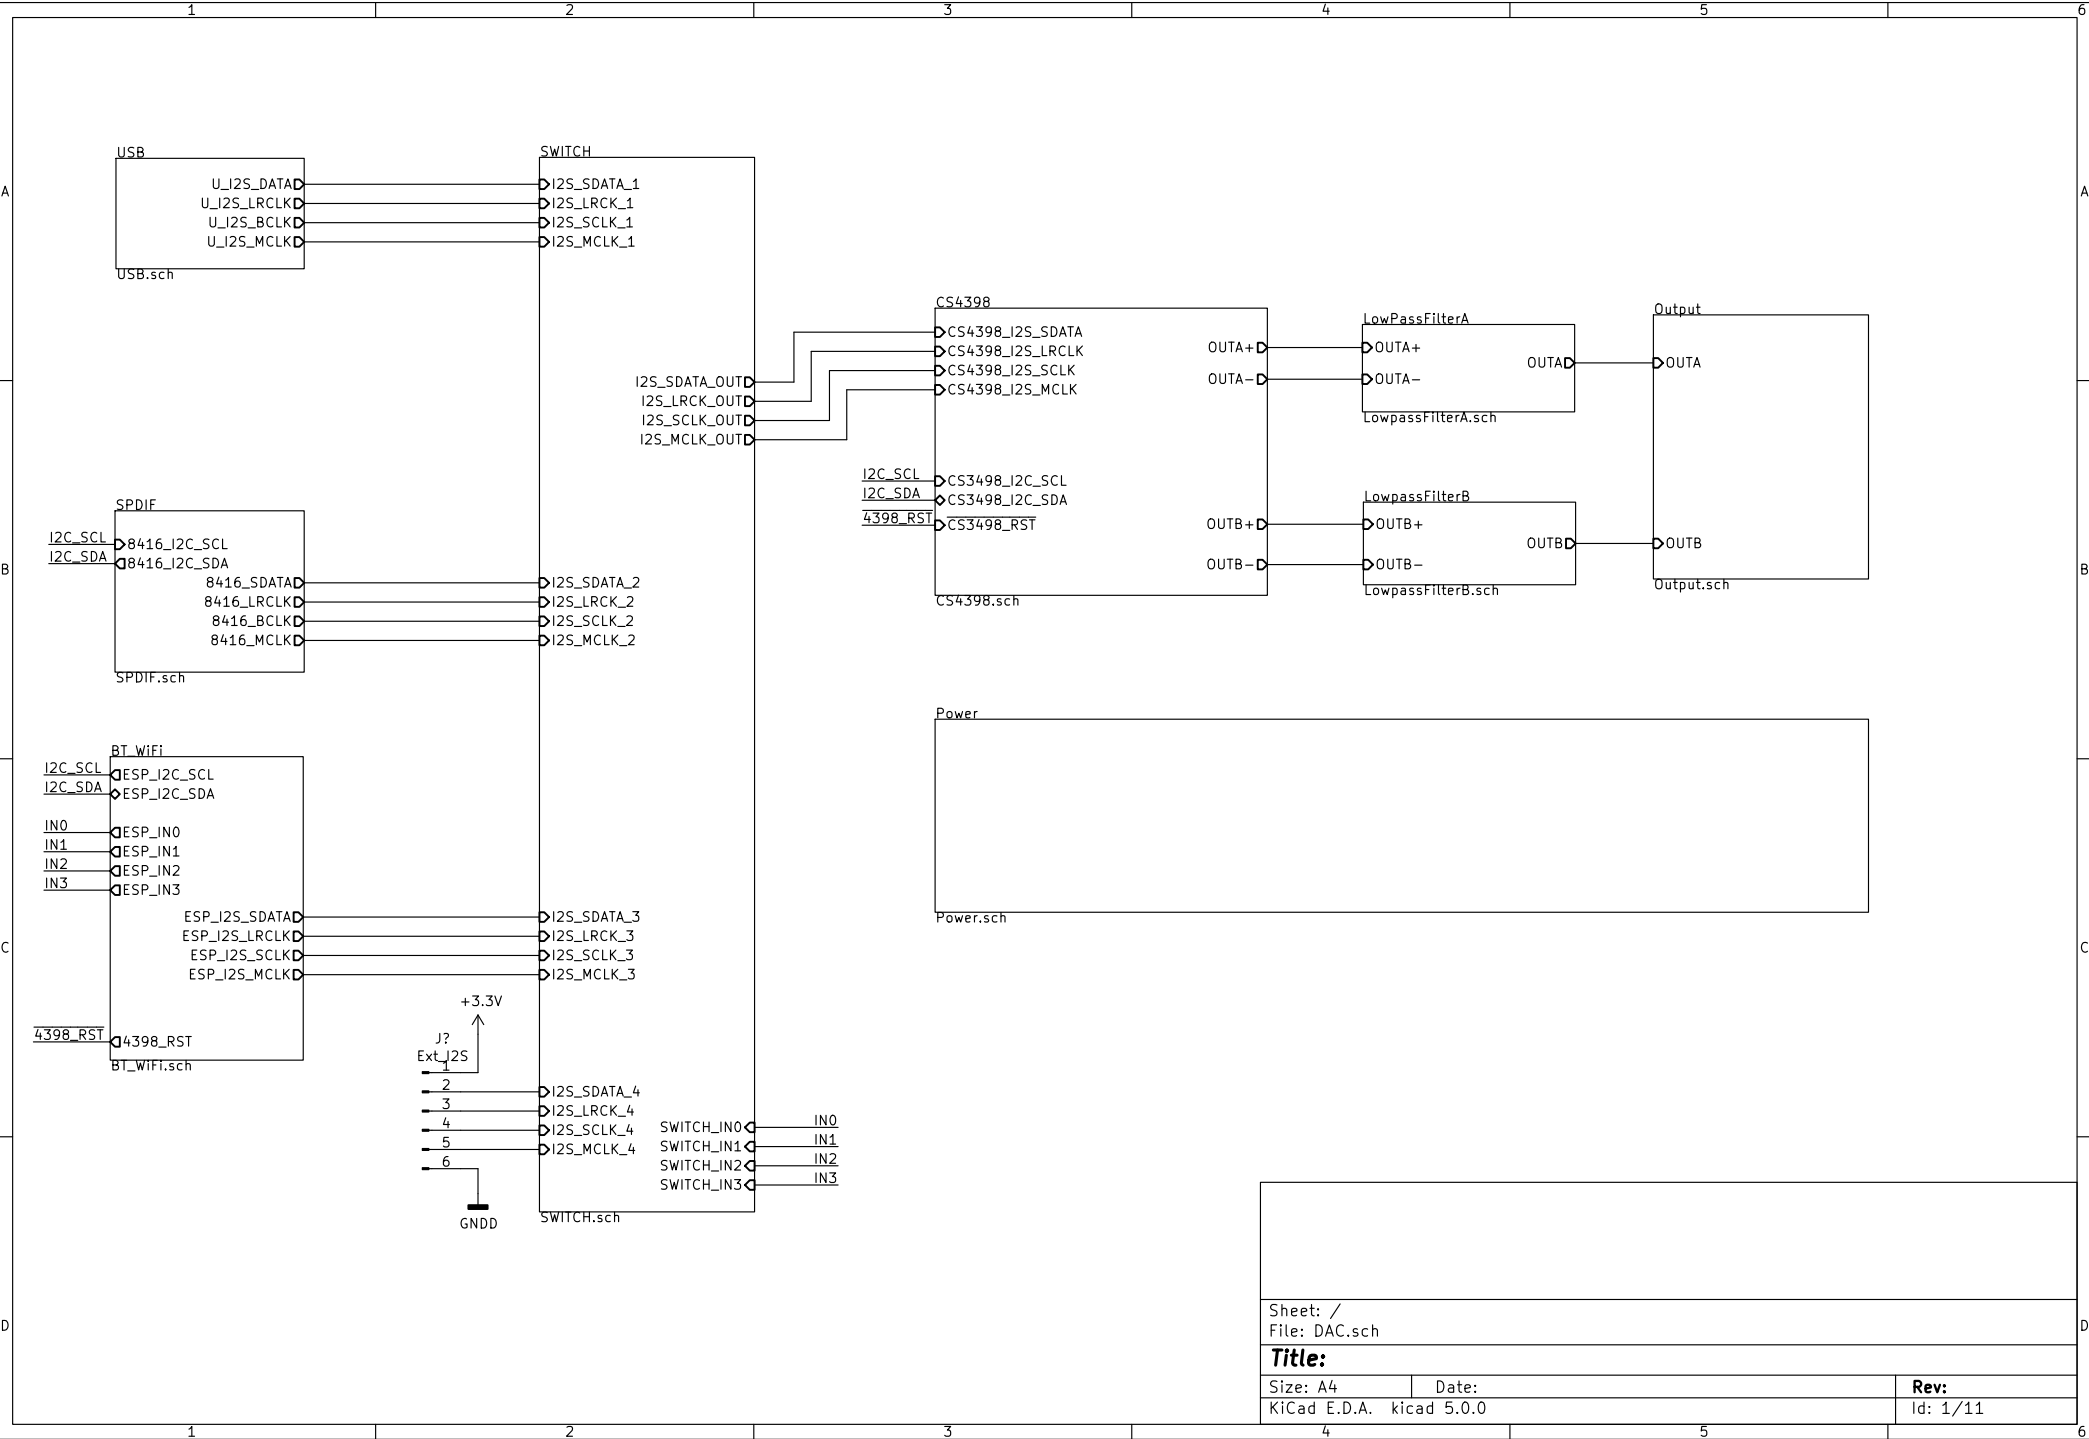 1 2 3 4 5 6
A A
B B
C C
D D
USB
U_I2S_DATA
U_I2S_LRCLK
U_I2S_BCLK
U_I2S_MCLK
USB.sch
SPDIF
I2C_SCL 8416_I2C_SCL
I2C_SDA 8416_I2C_SDA
8416_SDATA
8416_LRCLK
8416_BCLK
8416_MCLK
SPDIF.sch
BT_WiFi
I2C_SCL ESP_I2C_SCL
I2C_SDA ESP_I2C_SDA
IN0 ESP_IN0
IN1 ESP_IN1
IN2 ESP_IN2
IN3 ESP_IN3
ESP_I2S_SDATA
ESP_I2S_LRCLK
ESP_I2S_SCLK
ESP_I2S_MCLK
4398_RST 4398_RST
BT_WiFi.sch
+3.3V
J?
Ext_I2S
1
2
3
4
5
6
GNDD
SWITCH
I2S_SDATA_1
I2S_LRCK_1
I2S_SCLK_1
I2S_MCLK_1
I2S_SDATA_OUT
I2S_LRCK_OUT
I2S_SCLK_OUT
I2S_MCLK_OUT
I2S_SDATA_2
I2S_LRCK_2
I2S_SCLK_2
I2S_MCLK_2
I2S_SDATA_3
I2S_LRCK_3
I2S_SCLK_3
I2S_MCLK_3
I2S_SDATA_4
I2S_LRCK_4
I2S_SCLK_4
I2S_MCLK_4
SWITCH_IN0 IN0
SWITCH_IN1 IN1
SWITCH_IN2 IN2
SWITCH_IN3 IN3
SWITCH.sch
CS4398
CS4398_I2S_SDATA
CS4398_I2S_LRCLK
CS4398_I2S_SCLK
CS4398_I2S_MCLK
I2C_SCL CS3498_I2C_SCL
I2C_SDA CS3498_I2C_SDA
4398_RST CS3498_RST
OUTA+
OUTA-
OUTB+
OUTB-
CS4398.sch
LowPassFilterA
OUTA+
OUTA-
OUTA
LowpassFilterA.sch
LowpassFilterB
OUTB+
OUTB-
OUTB
LowpassFilterB.sch
Output
OUTA
OUTB
Output.sch
Power
Power.sch
Sheet: /
File: DAC.sch
Title:
Size: A4 Date: Rev:
KiCad E.D.A. kicad 5.0.0 Id: 1/11
1 2 3 4 5 6